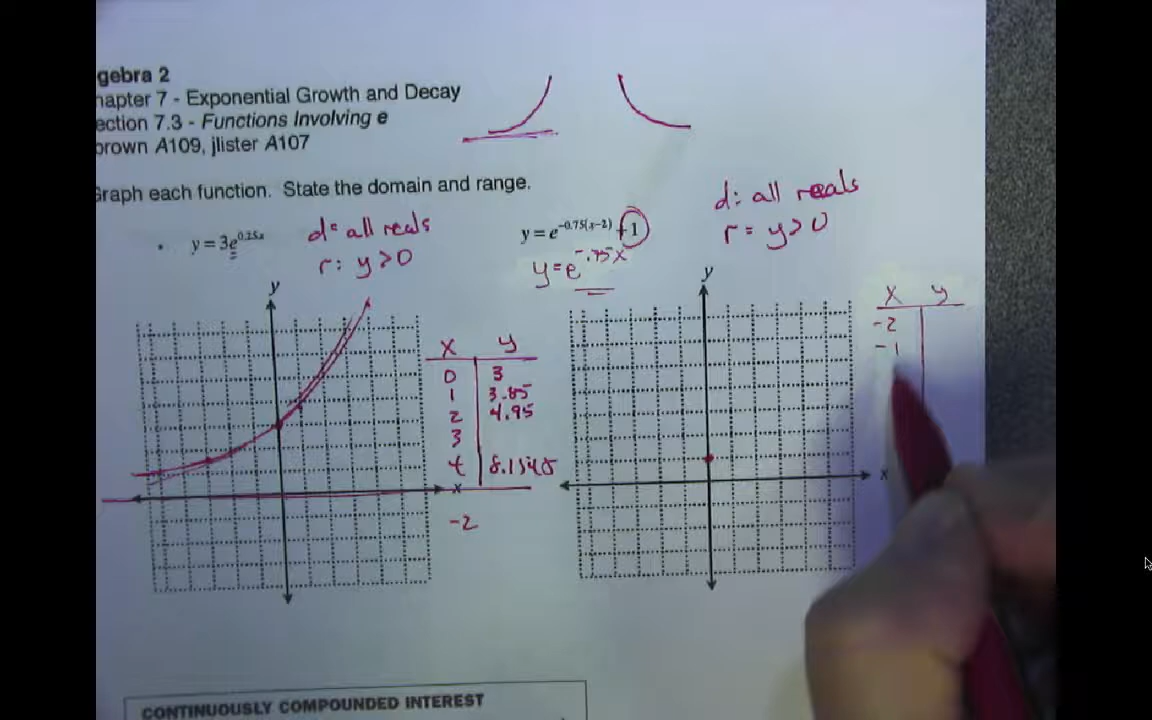 gebra 2
hapter 7 - Exponential Growth and Decay
ection 7.3 - Functions Involving e
brown A109, jlister A107
Graph each function. State the domain and range.
y = 3e^{0.25x}
d: all reals
r: y > 0
y = e^{-0.75(x-2)} + 1
y = e^{-.75x}
d: all reals
r: y > 0
y
x y
0 3
1 3.85
2 4.95
3
4 8.1548
x
-2
y
x
x y
-2
-1
CONTINUOUSLY COMPOUNDED INTEREST